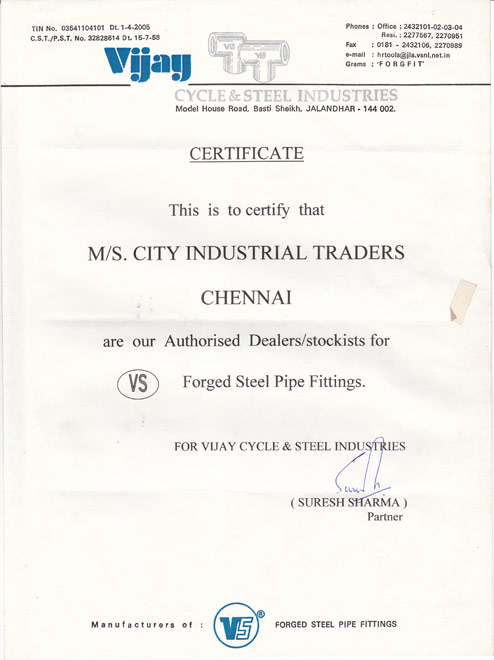 TIN No. 03541104101 Dt. 1-4-2005
C.S.T./P.S.T. No. 32828614 Dt. 15-7-58
Phones : Office : 2432101-02-03-04
Resi. : 2277567, 2270951
Fax : 0181 - 2432106, 2270989
e-mail : hrtools@jla.vsnl.net.in
Grams : 'FORGFIT'
Vijay
VS
CYCLE & STEEL INDUSTRIES
Model House Road, Basti Sheikh, JALANDHAR - 144 002.
CERTIFICATE
This is to certify that
M/S. CITY INDUSTRIAL TRADERS
CHENNAI
are our Authorised Dealers/stockists for
VS Forged Steel Pipe Fittings.
FOR VIJAY CYCLE & STEEL INDUSTRIES
( SURESH SHARMA )
Partner
Manufacturers of : VS ® FORGED STEEL PIPE FITTINGS